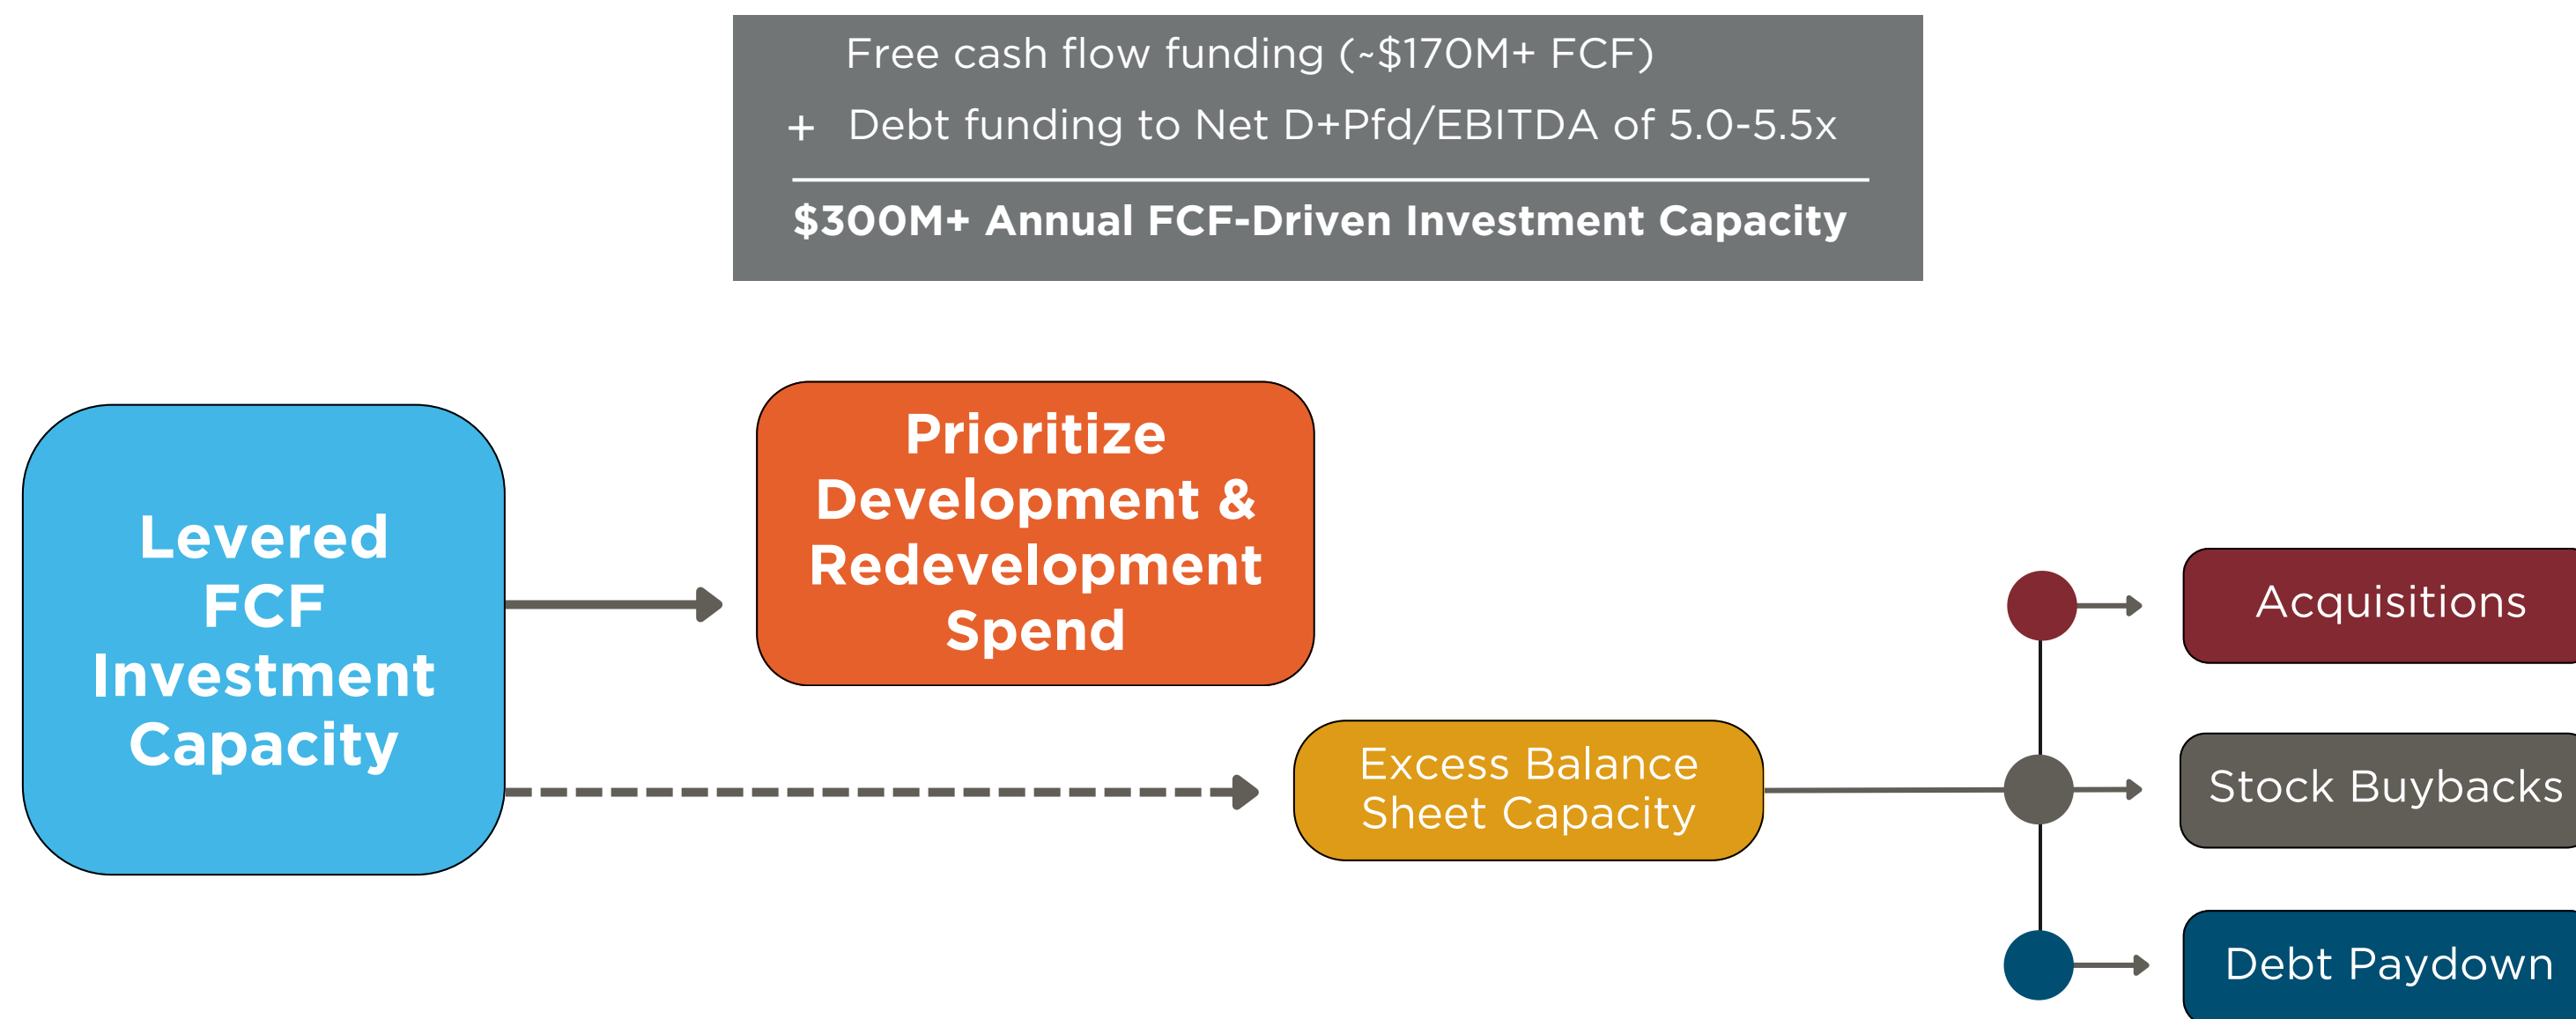 Free cash flow funding (~$170M+ FCF)
+ Debt funding to Net D+Pfd/EBITDA of 5.0-5.5x
$300M+ Annual FCF-Driven Investment Capacity
Levered
FCF
Investment
Capacity
Prioritize
Development &
Redevelopment
Spend
Excess Balance
Sheet Capacity
Acquisitions
Stock Buybacks
Debt Paydown